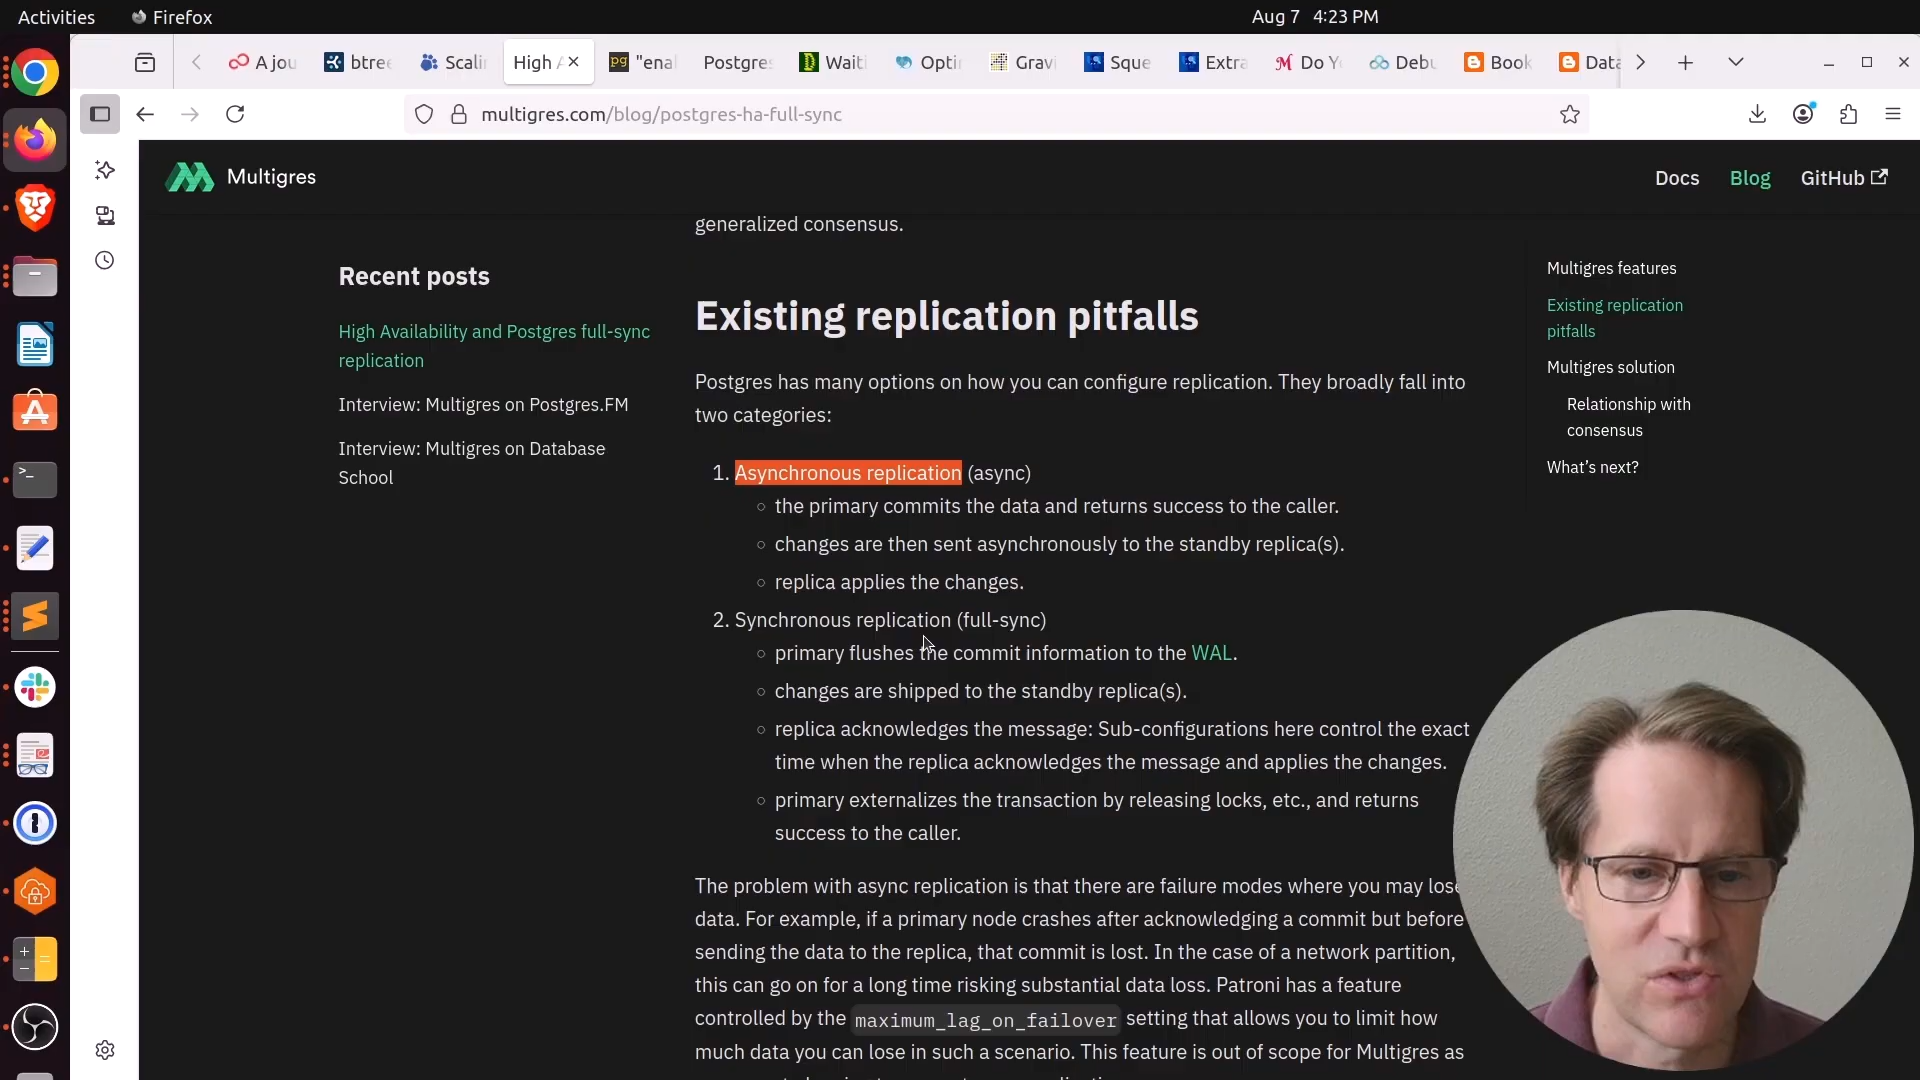 Activities
Firefox
Aug 7 4:23 PM
A jou
btree
Scalin
High A
"enal
Postgres
Waiti
Optin
Gravi
Sque
Extra
Do Yo
Debu
Book
Data
multigres.com/blog/postgres-ha-full-sync
Multigres
Docs
Blog
GitHub
generalized consensus.
Recent posts
High Availability and Postgres full-sync
replication
Interview: Multigres on Postgres.FM
Interview: Multigres on Database
School
Existing replication pitfalls
Postgres has many options on how you can configure replication. They broadly fall into
two categories:
1. Asynchronous replication (async)
the primary commits the data and returns success to the caller.
changes are then sent asynchronously to the standby replica(s).
replica applies the changes.
2. Synchronous replication (full-sync)
primary flushes the commit information to the WAL.
changes are shipped to the standby replica(s).
replica acknowledges the message: Sub-configurations here control the exact
time when the replica acknowledges the message and applies the changes.
primary externalizes the transaction by releasing locks, etc., and returns
success to the caller.
The problem with async replication is that there are failure modes where you may lose
data. For example, if a primary node crashes after acknowledging a commit but before
sending the data to the replica, that commit is lost. In the case of a network partition,
this can go on for a long time risking substantial data loss. Patroni has a feature
controlled by the maximum_lag_on_failover setting that allows you to limit how
much data you can lose in such a scenario. This feature is out of scope for Multigres as
Multigres features
Existing replication
pitfalls
Multigres solution
Relationship with
consensus
What's next?